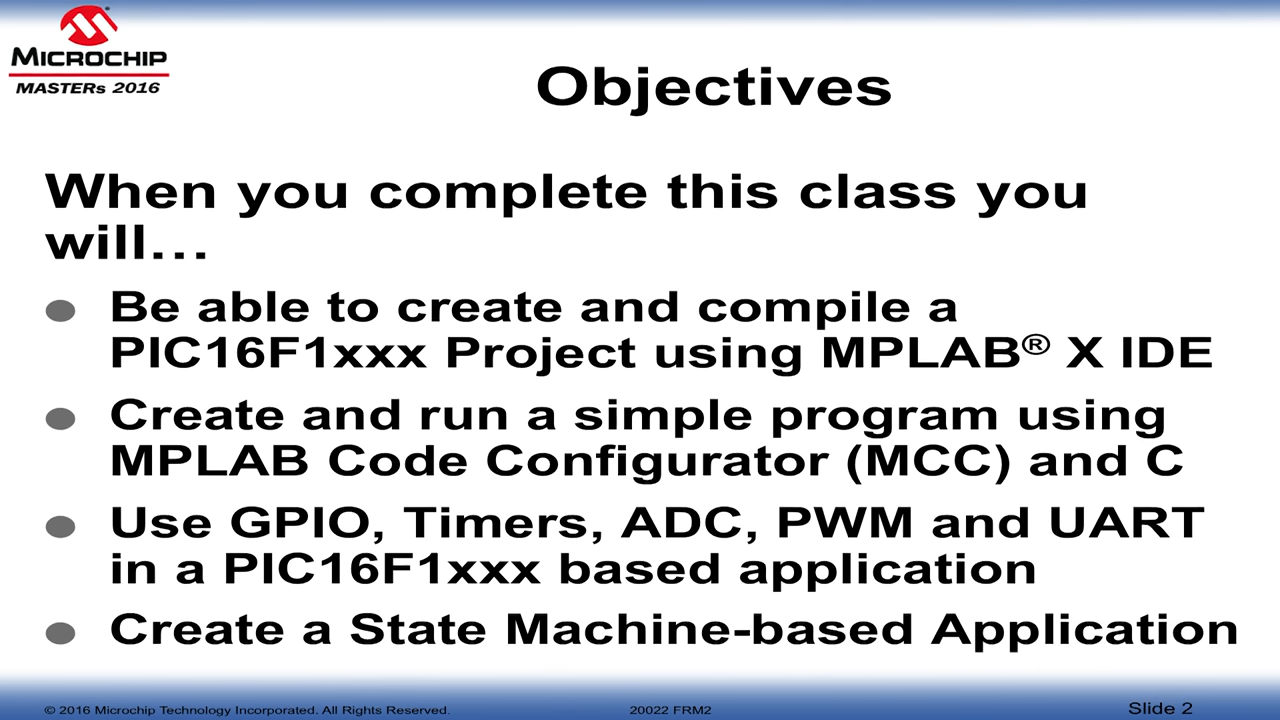 MICROCHIP
MASTERs 2016
Objectives
When you complete this class you
will…
Be able to create and compile a
PIC16F1xxx Project using MPLAB® X IDE
Create and run a simple program using
MPLAB Code Configurator (MCC) and C
Use GPIO, Timers, ADC, PWM and UART
in a PIC16F1xxx based application
Create a State Machine-based Application
© 2016 Microchip Technology Incorporated. All Rights Reserved.
20022 FRM2
Slide 2